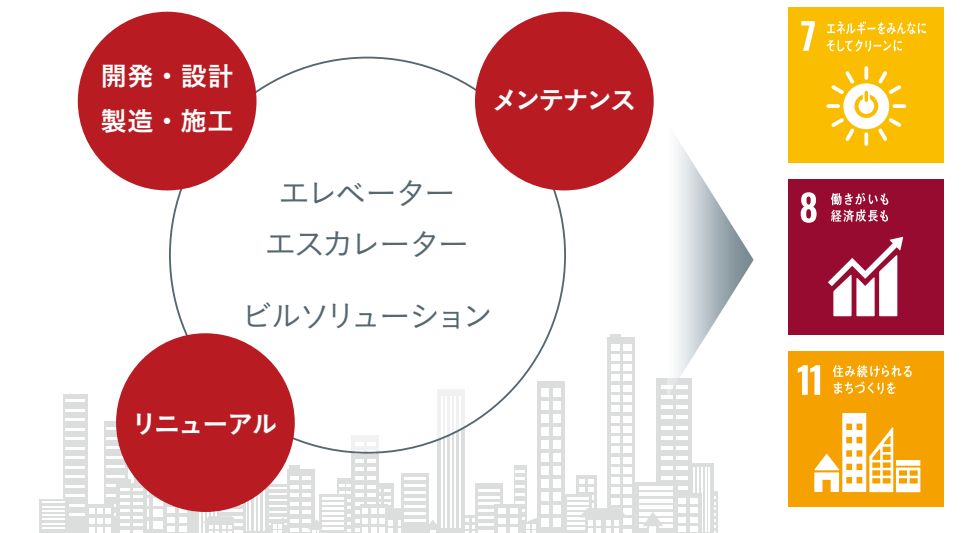 開発・設計
製造・施工
メンテナンス
エレベーター
エスカレーター
ビルソリューション
リニューアル
7 エネルギーをみんなに
そしてクリーンに
8 働きがいも
経済成長も
11 住み続けられる
まちづくりを